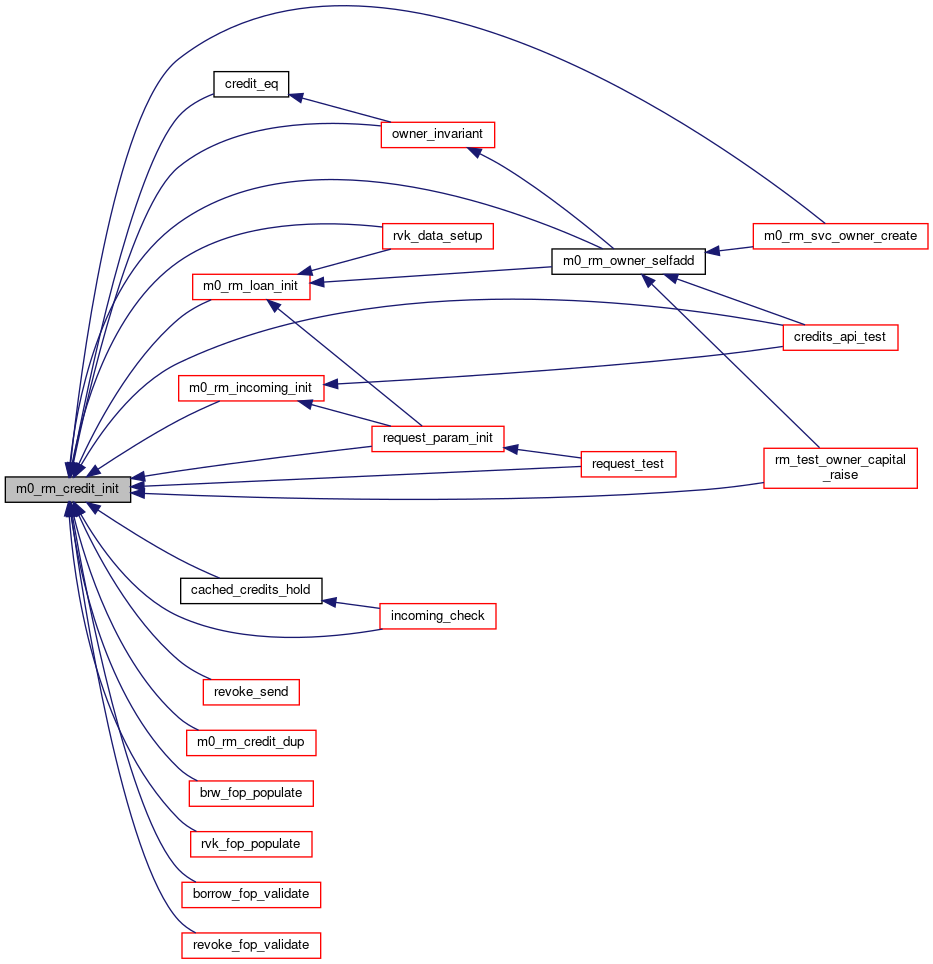 credit_eq
owner_invariant
rvk_data_setup
m0_rm_svc_owner_create
m0_rm_owner_selfadd
m0_rm_loan_init
credits_api_test
m0_rm_incoming_init
request_param_init
request_test
rm_test_owner_capital
_raise
m0_rm_credit_init
cached_credits_hold
incoming_check
revoke_send
m0_rm_credit_dup
brw_fop_populate
rvk_fop_populate
borrow_fop_validate
revoke_fop_validate